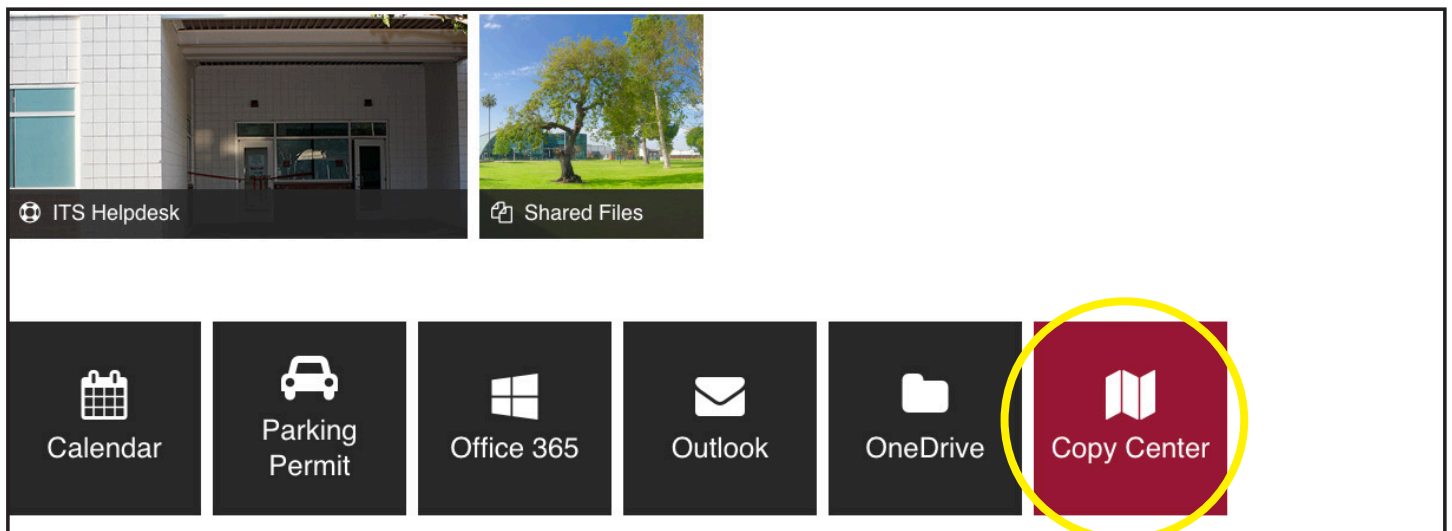 ITS Helpdesk
Shared Files
Calendar
Parking
Permit
Office 365
Outlook
OneDrive
Copy Center